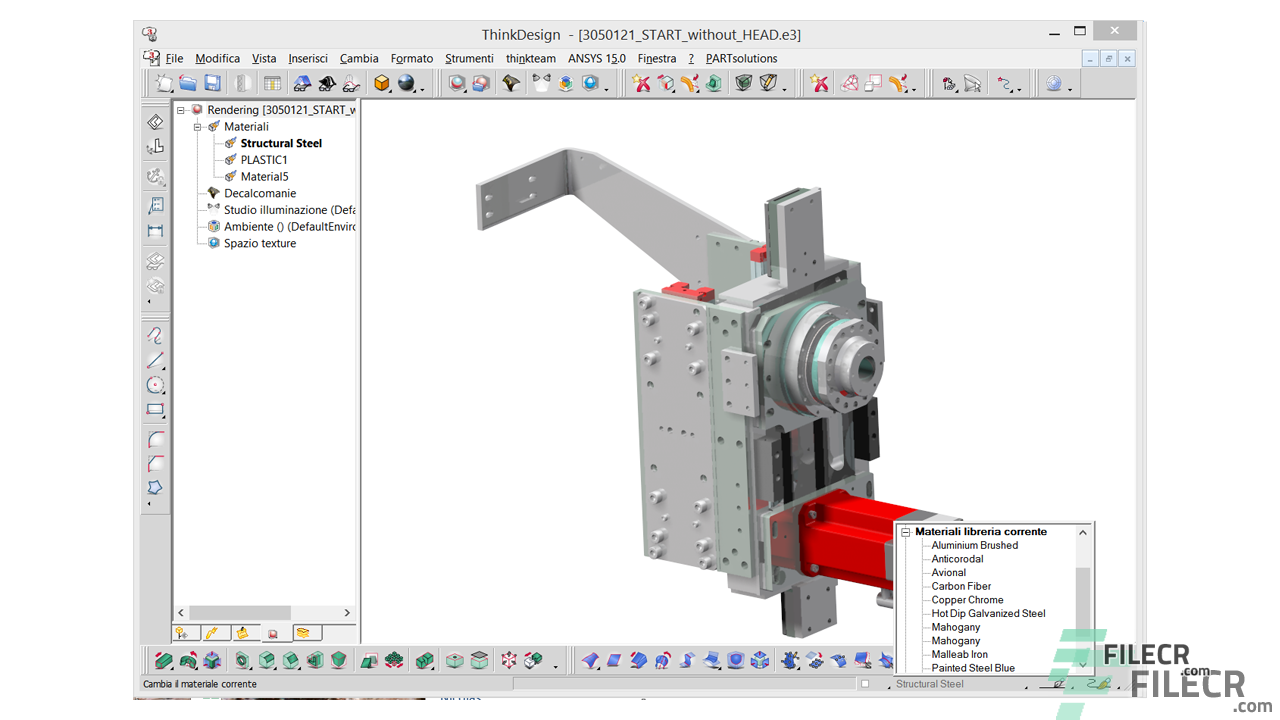 ThinkDesign - [3050121_START_without_HEAD.e3]
File Modifica Vista Inserisci Cambia Formato Strumenti thinkteam ANSYS 15.0 Finestra ? PARTsolutions
Rendering [3050121_START_w
Materiali
Structural Steel
PLASTIC1
Material5
Decalcomanie
Studio illuminazione (Defa
Ambiente () (DefaultEnviro
Spazio texture
Materiali libreria corrente
Aluminium Brushed
Anticorodal
Avional
Carbon Fiber
Copper Chrome
Hot Dip Galvanized Steel
Mahogany
Mahogany
Malleab Iron
Painted Steel Blue
Cambia il materiale corrente
Structural Steel
FILECR
.com
FILECR
.com